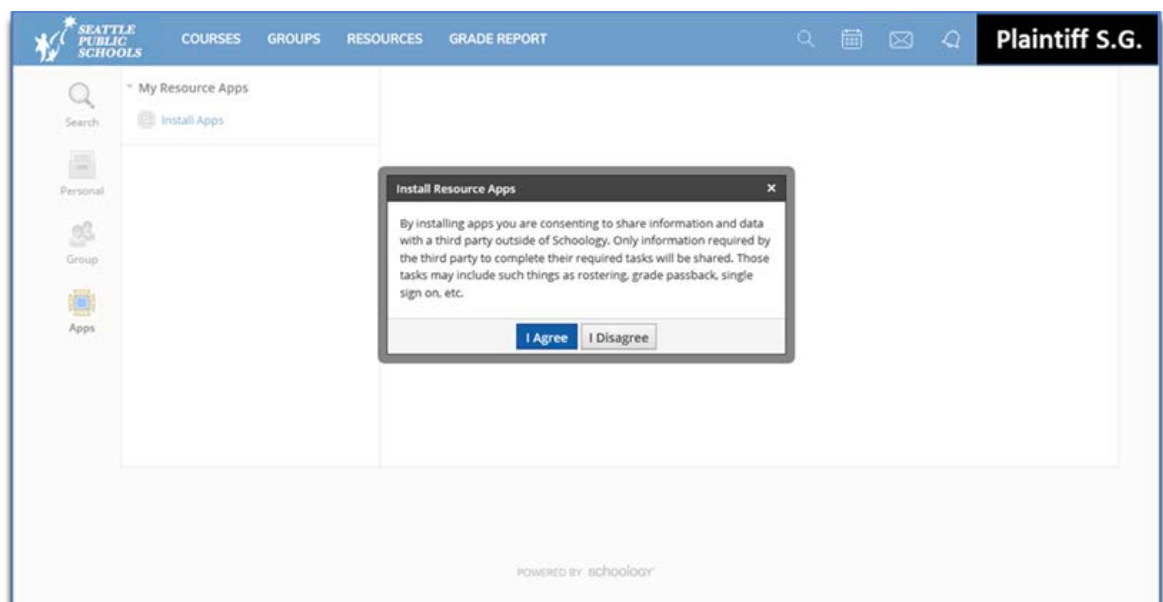 SEATTLE
PUBLIC
SCHOOLS
COURSES GROUPS RESOURCES GRADE REPORT
Plaintiff S.G.
Search
Personal
Group
Apps
My Resource Apps
Install Apps
Install Resource Apps ×
By installing apps you are consenting to share information and data
with a third party outside of Schoology. Only information required by
the third party to complete their required tasks will be shared. Those
tasks may include such things as rostering, grade passback, single
sign on, etc.
I Agree I Disagree
POWERED BY schoology